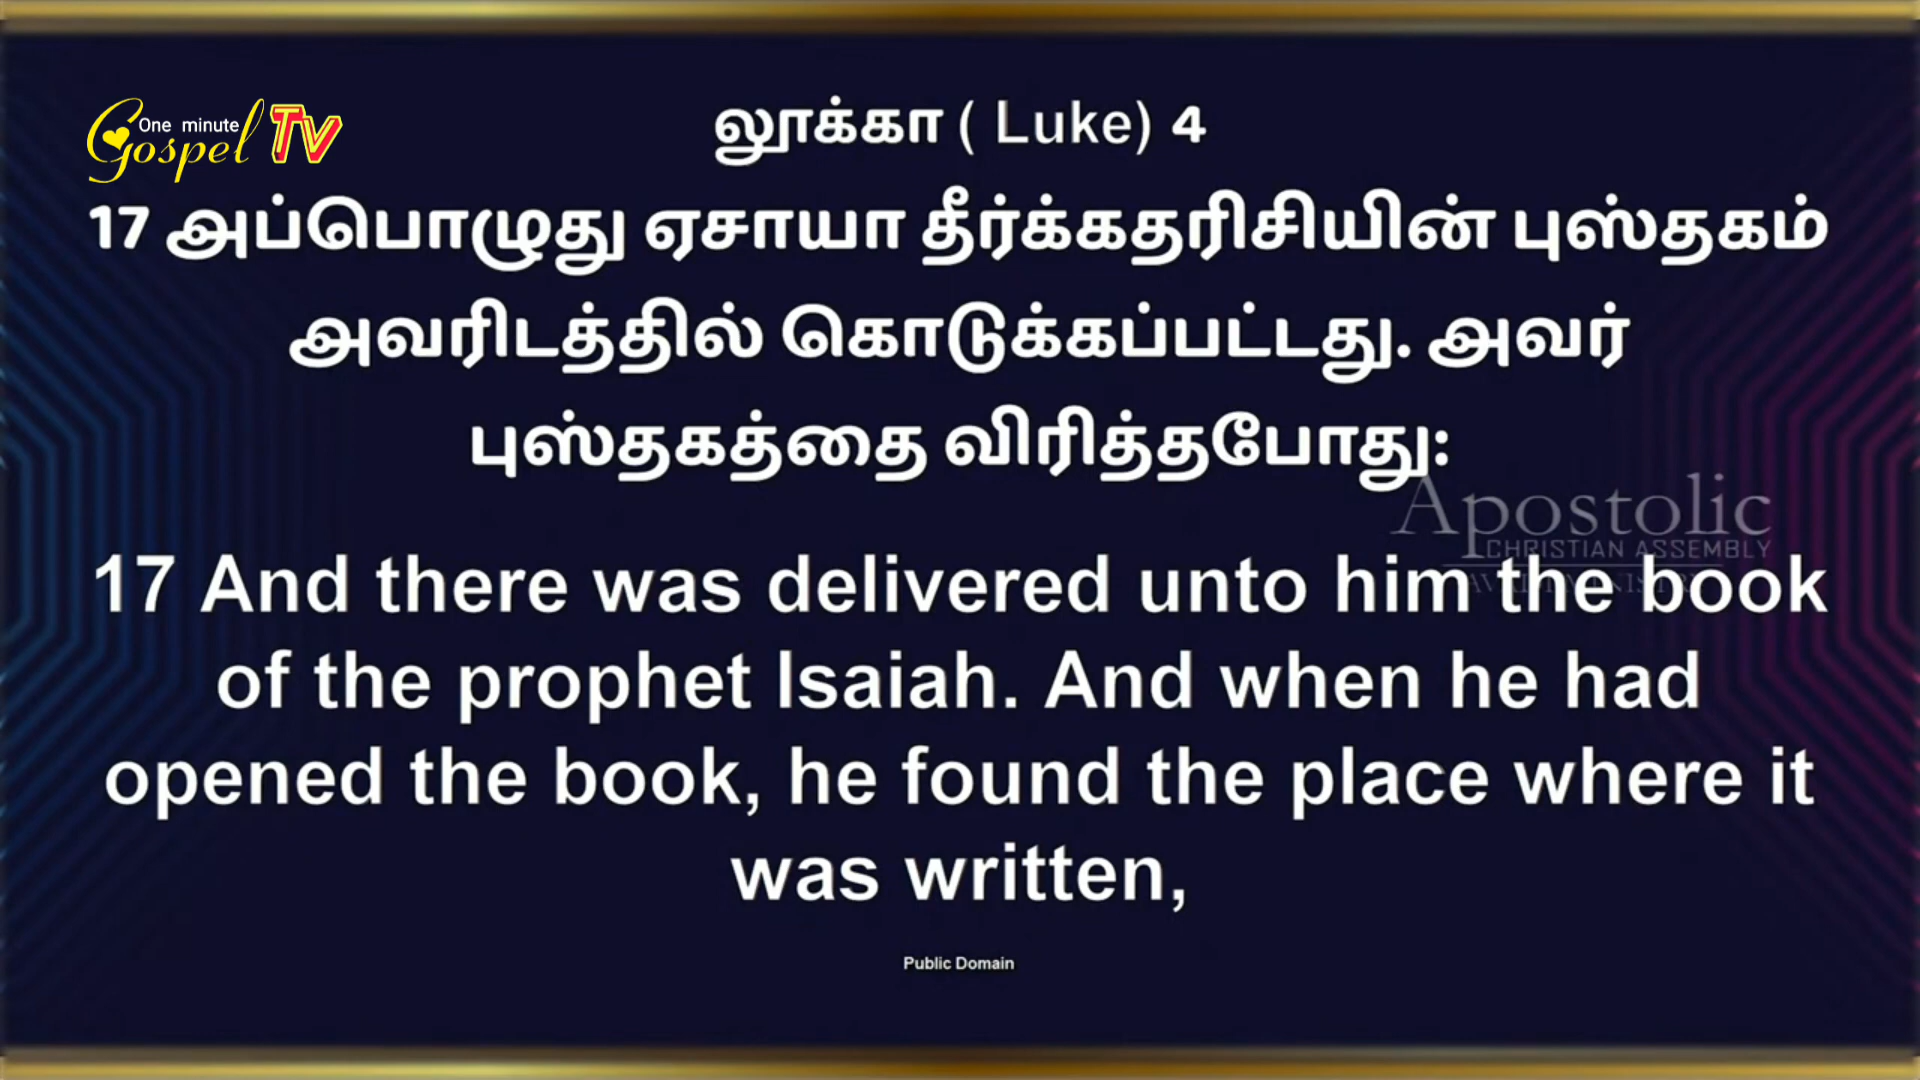 One minute
Gospel TV
லூக்கா ( Luke) 4
17 அப்பொழுது ஏசாயா தீர்க்கதரிசியின் புஸ்தகம்
அவரிடத்தில் கொடுக்கப்பட்டது. அவர்
புஸ்தகத்தை விரித்தபோது:
Apostolic
CHRISTIAN ASSEMBLY
17 And there was delivered unto him the book
of the prophet Isaiah. And when he had
opened the book, he found the place where it
was written,
Public Domain